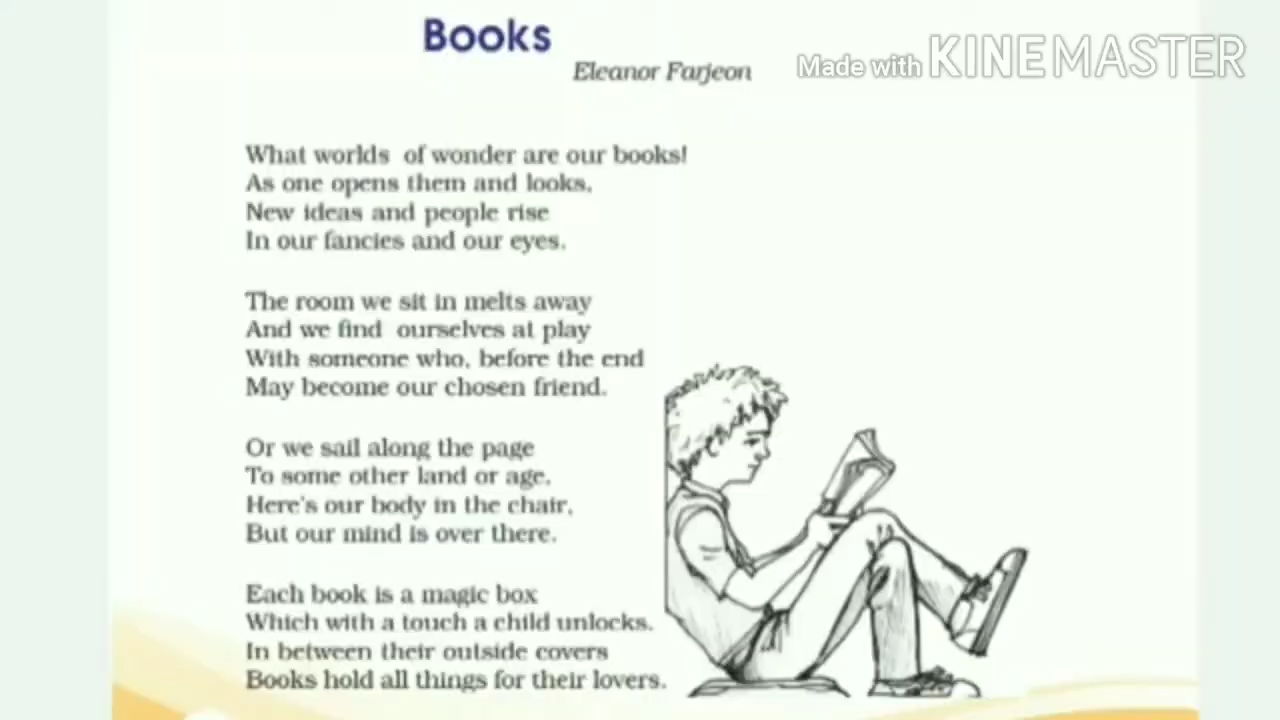 Books
Eleanor Farjeon
Made with KINEMASTER
What worlds of wonder are our books!
As one opens them and looks,
New ideas and people rise
In our fancies and our eyes.
The room we sit in melts away
And we find ourselves at play
With someone who, before the end
May become our chosen friend.
Or we sail along the page
To some other land or age.
Here's our body in the chair,
But our mind is over there.
Each book is a magic box
Which with a touch a child unlocks.
In between their outside covers
Books hold all things for their lovers.